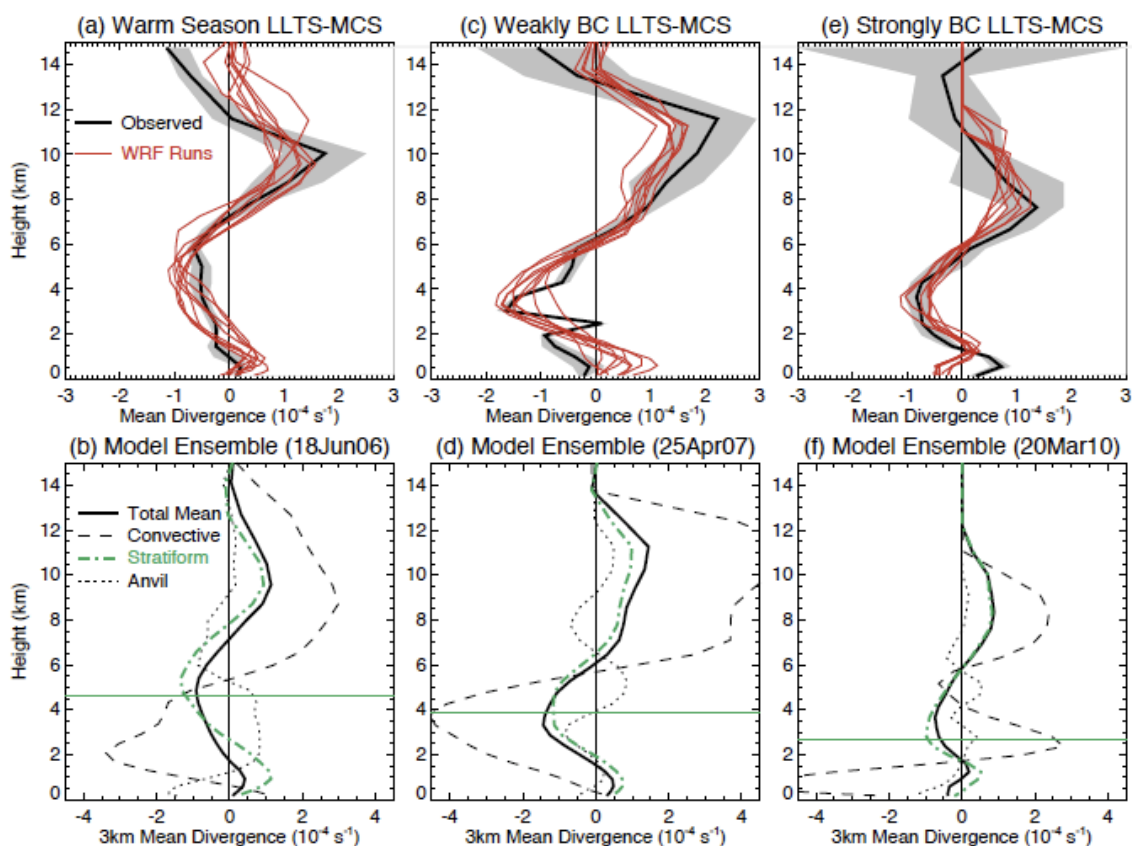 (a) Warm Season LLTS-MCS
(c) Weakly BC LLTS-MCS
(e) Strongly BC LLTS-MCS
Height (km)
14
12
10
8
6
4
2
0
Observed
WRF Runs
-3 -2 -1 0 1 2 3
Mean Divergence (10⁻⁴ s⁻¹)
14
12
10
8
6
4
2
0
-3 -2 -1 0 1 2 3
Mean Divergence (10⁻⁴ s⁻¹)
Height (km)
14
12
10
8
6
4
2
0
-3 -2 -1 0 1 2 3
Mean Divergence (10⁻⁴ s⁻¹)
(b) Model Ensemble (18Jun06)
(d) Model Ensemble (25Apr07)
(f) Model Ensemble (20Mar10)
Height (km)
14
12
10
8
6
4
2
0
Total Mean
Convective
Stratiform
Anvil
-4 -2 0 2 4
3km Mean Divergence (10⁻⁴ s⁻¹)
14
12
10
8
6
4
2
0
-4 -2 0 2 4
3km Mean Divergence (10⁻⁴ s⁻¹)
Height (km)
14
12
10
8
6
4
2
0
-4 -2 0 2 4
3km Mean Divergence (10⁻⁴ s⁻¹)